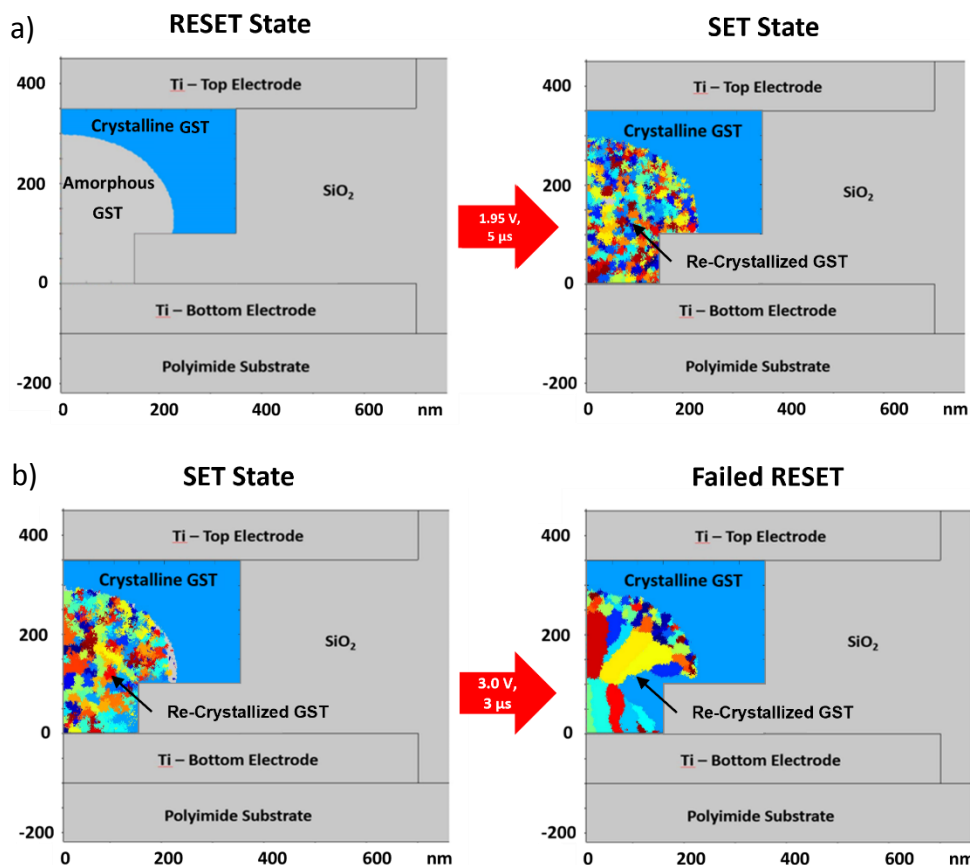 a)
RESET State
SET State
400
Ti – Top Electrode
Crystalline GST
Amorphous
GST
200
SiO2
0
Ti – Bottom Electrode
Polyimide Substrate
-200
0 200 400 600 nm
1.95 V,
5 µs
400
Ti – Top Electrode
Crystalline GST
200
SiO2
Re-Crystallized GST
0
Ti – Bottom Electrode
Polyimide Substrate
-200
0 200 400 600 nm
b)
SET State
Failed RESET
400
Ti – Top Electrode
Crystalline GST
200
SiO2
Re-Crystallized GST
0
Ti – Bottom Electrode
Polyimide Substrate
-200
0 200 400 600 nm
3.0 V,
3 µs
400
Ti – Top Electrode
Crystalline GST
200
SiO2
Re-Crystallized GST
0
Ti – Bottom Electrode
Polyimide Substrate
-200
0 200 400 600 nm